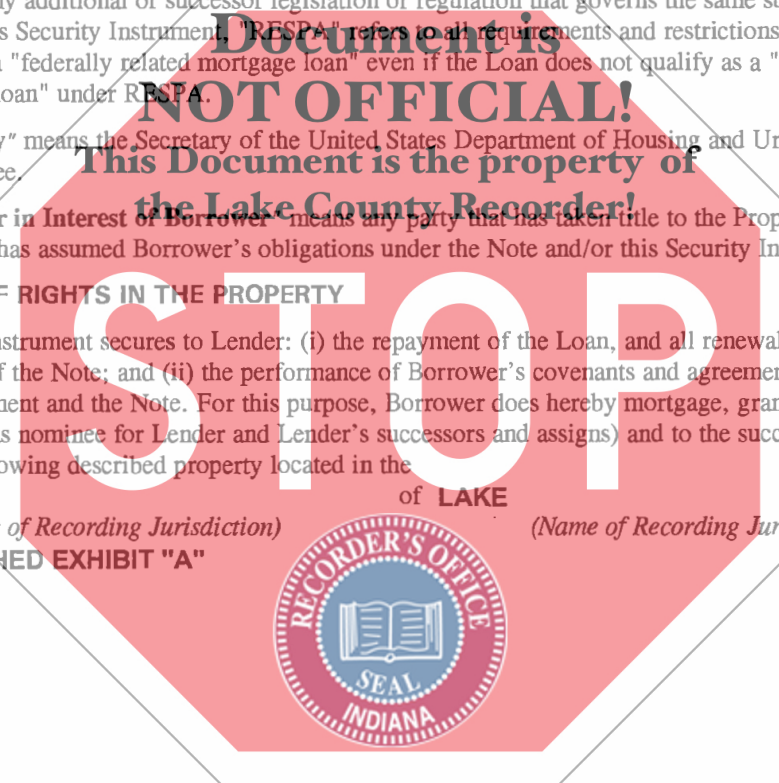 ny additional or successor legislation or regulation that governs the same su
s Security Instrument, "RESPA" refers to all requirements and restrictions
Document is
"federally related mortgage loan" even if the Loan does not qualify as a "
oan" under RESPA.
NOT OFFICIAL!
y" means the Secretary of the United States Department of Housing and Ur
This Document is the property of
ee.
the Lake County Recorder!
r in Interest of Borrower" means any party that has taken title to the Prop
has assumed Borrower's obligations under the Note and/or this Security In
F RIGHTS IN THE PROPERTY
STOP
nstrument secures to Lender: (i) the repayment of the Loan, and all renewal
f the Note; and (ii) the performance of Borrower's covenants and agreemen
ment and the Note. For this purpose, Borrower does hereby mortgage, gran
s nominee for Lender and Lender's successors and assigns) and to the succ
owing described property located in the
of LAKE
of Recording Jurisdiction) (Name of Recording Jur
HED EXHIBIT "A"
RECORDER'S OFFICE
SEAL
INDIANA